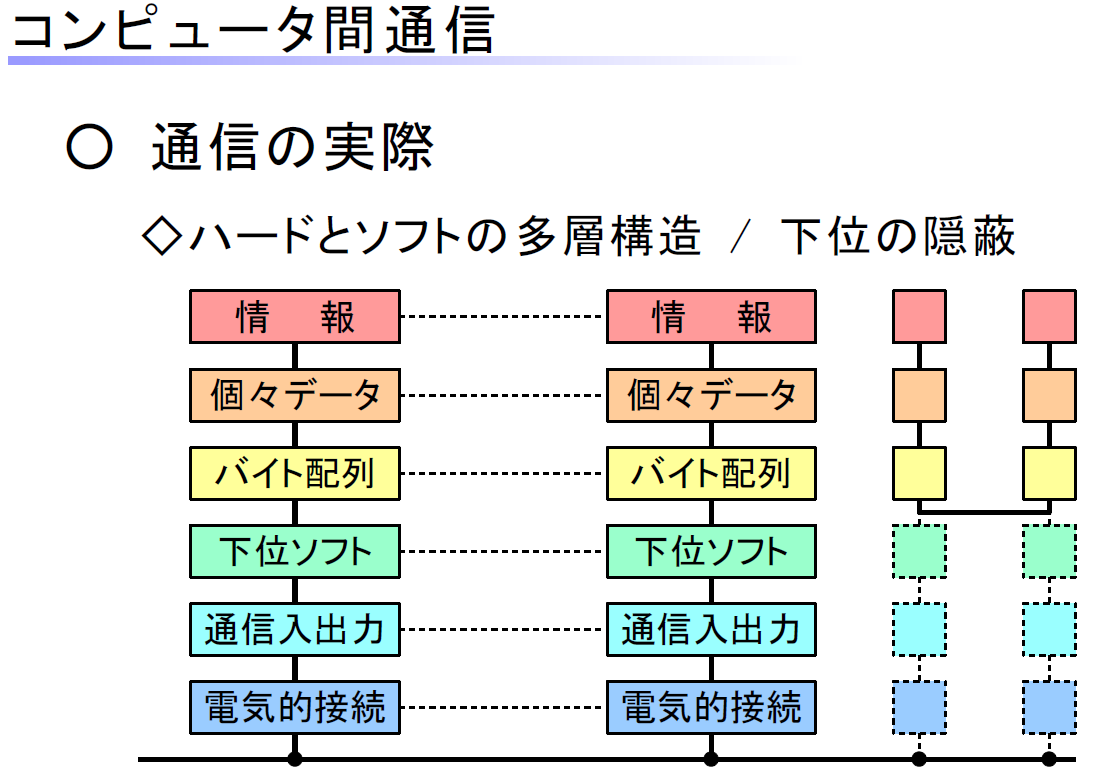 コンピュータ間通信
○ 通信の実際
◇ハードとソフトの多層構造 / 下位の隠蔽
情 報 情 報
個々データ 個々データ
バイト配列 バイト配列
下位ソフト 下位ソフト
通信入出力 通信入出力
電気的接続 電気的接続